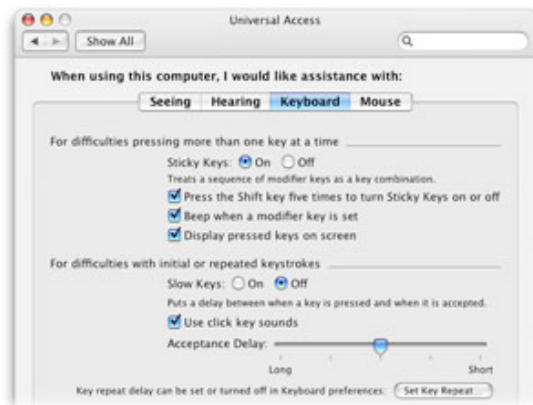 Universal Access
Show All
When using this computer, I would like assistance with:
Seeing Hearing Keyboard Mouse
For difficulties pressing more than one key at a time
Sticky Keys: On Off
Treats a sequence of modifier keys as a key combination.
Press the Shift key five times to turn Sticky Keys on or off
Beep when a modifier key is set
Display pressed keys on screen
For difficulties with initial or repeated keystrokes
Slow Keys: On Off
Puts a delay between when a key is pressed and when it is accepted.
Use click key sounds
Acceptance Delay:
Long Short
Key repeat delay can be set or turned off in Keyboard preferences: Set Key Repeat...